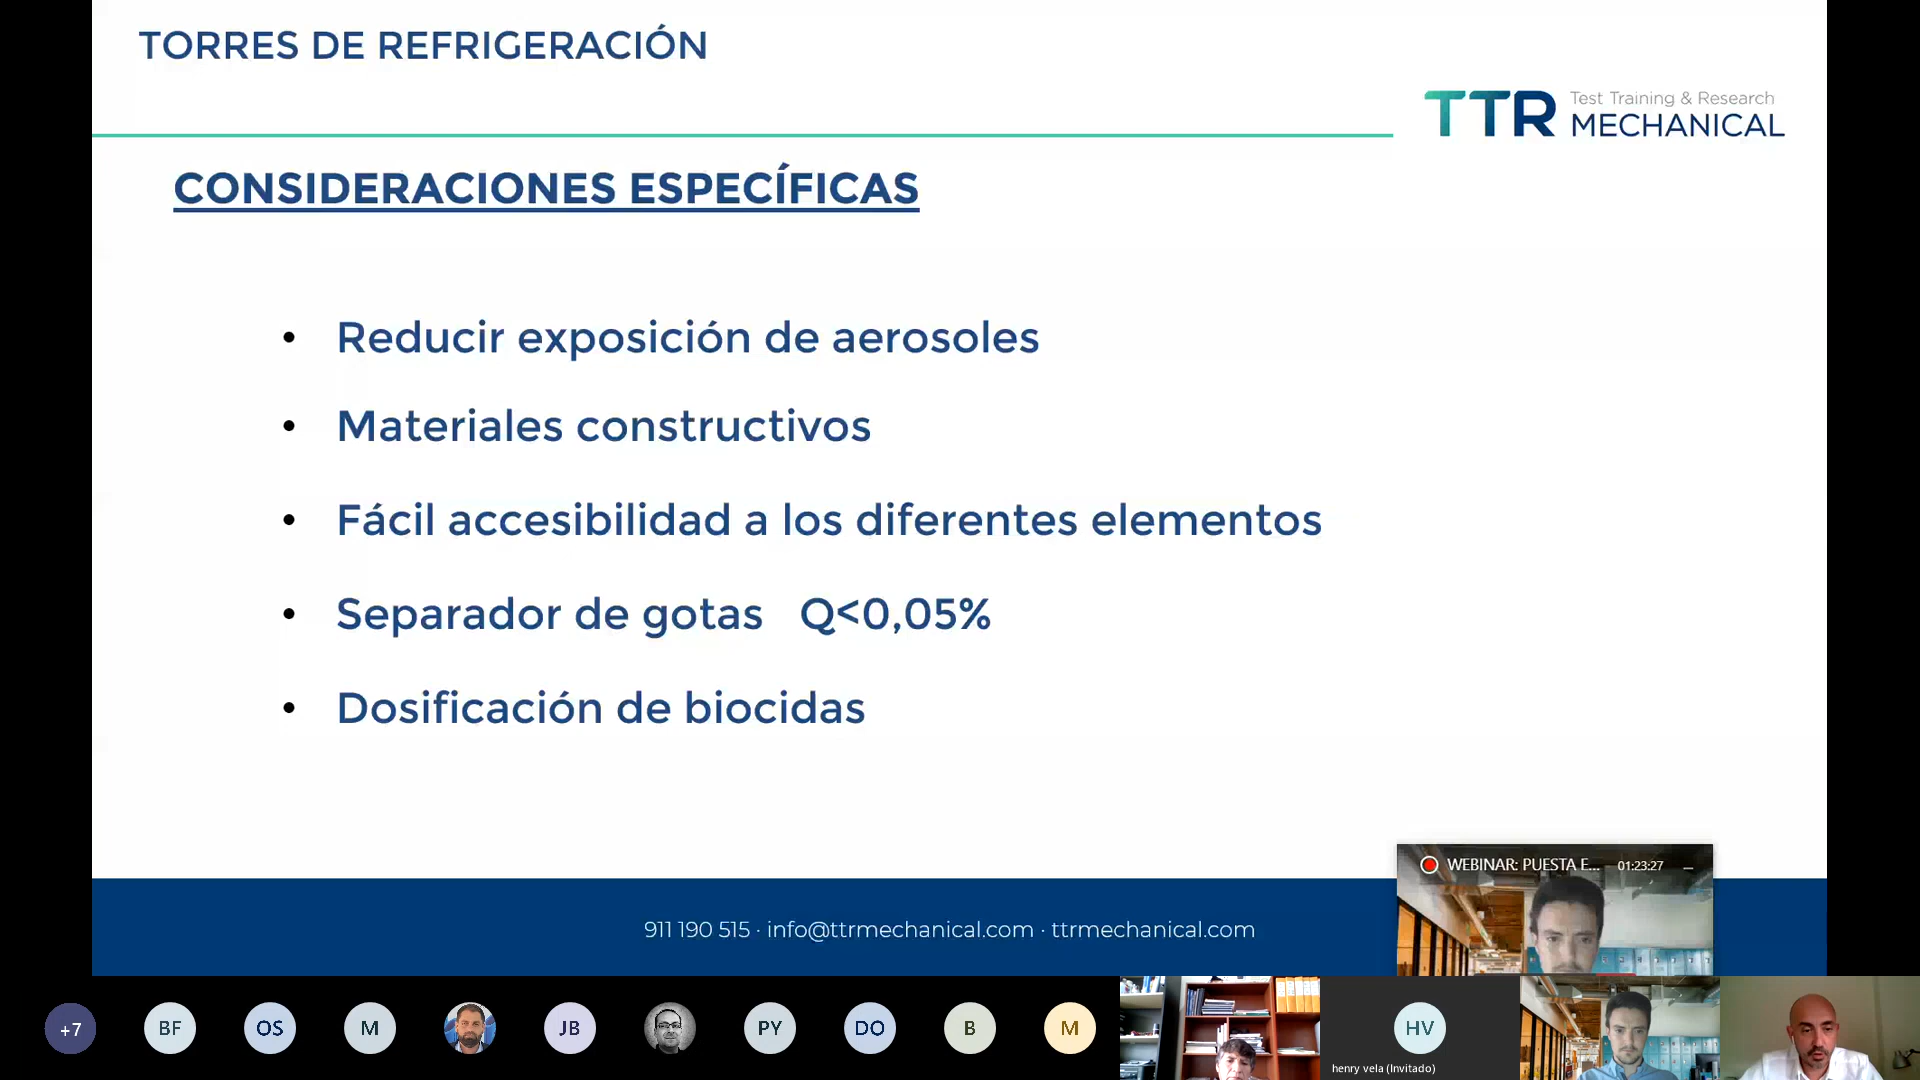 TORRES DE REFRIGERACIÓN
TTR Test Training & Research
MECHANICAL
CONSIDERACIONES ESPECÍFICAS
• Reducir exposición de aerosoles
• Materiales constructivos
• Fácil accesibilidad a los diferentes elementos
• Separador de gotas Q<0,05%
• Dosificación de biocidas
WEBINAR: PUESTA E... 01:23:27
911 190 515 · info@ttrmechanical.com · ttrmechanical.com
+7 BF OS M JB PY DO B M HV
henry vela (Invitado)